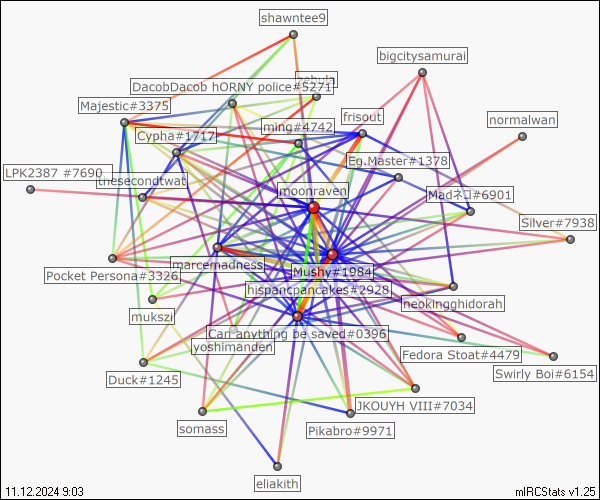 shawntee9
bigcitysamurai
DacobDacob hORNY police#5271
Majestic#3375
frisout
normalwan
ming#4742
Cypha#1717
Eg.Master#1378
LPK2387 #7690
thesecondtwat
moonraven
Madネコ#6901
Silver#7938
marcemadness
Mushy#1984
Pocket Persona#3326
hispancpancakes#2928
neokingghidorah
mukszi
Can anything be saved#0396
yoshimanden
Fedora Stoat#4479
Swirly Boi#6154
Duck#1245
JKOUYH VIII#7034
somass
Pikabro#9971
eliakith
11.12.2024 9:03
mIRCStats v1.25